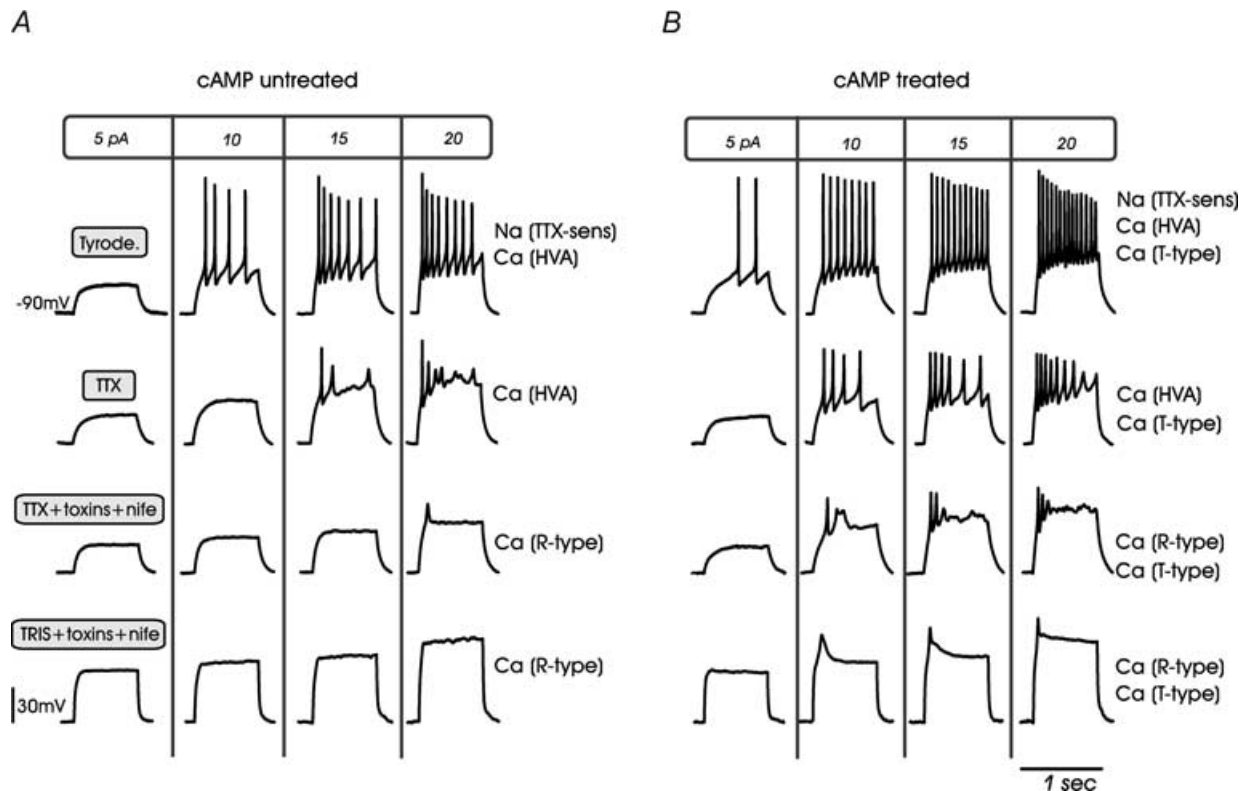 A
B
cAMP untreated
cAMP treated
5 pA 10 15 20
5 pA 10 15 20
Tyrode.
-90mV
Na (TTX-sens)
Ca (HVA)
Na (TTX-sens)
Ca (HVA)
Ca (T-type)
TTX
Ca (HVA)
Ca (HVA)
Ca (T-type)
TTX+toxins+nife
Ca (R-type)
Ca (R-type)
Ca (T-type)
TRIS+toxins+nife
Ca (R-type)
Ca (R-type)
Ca (T-type)
30mV
1 sec